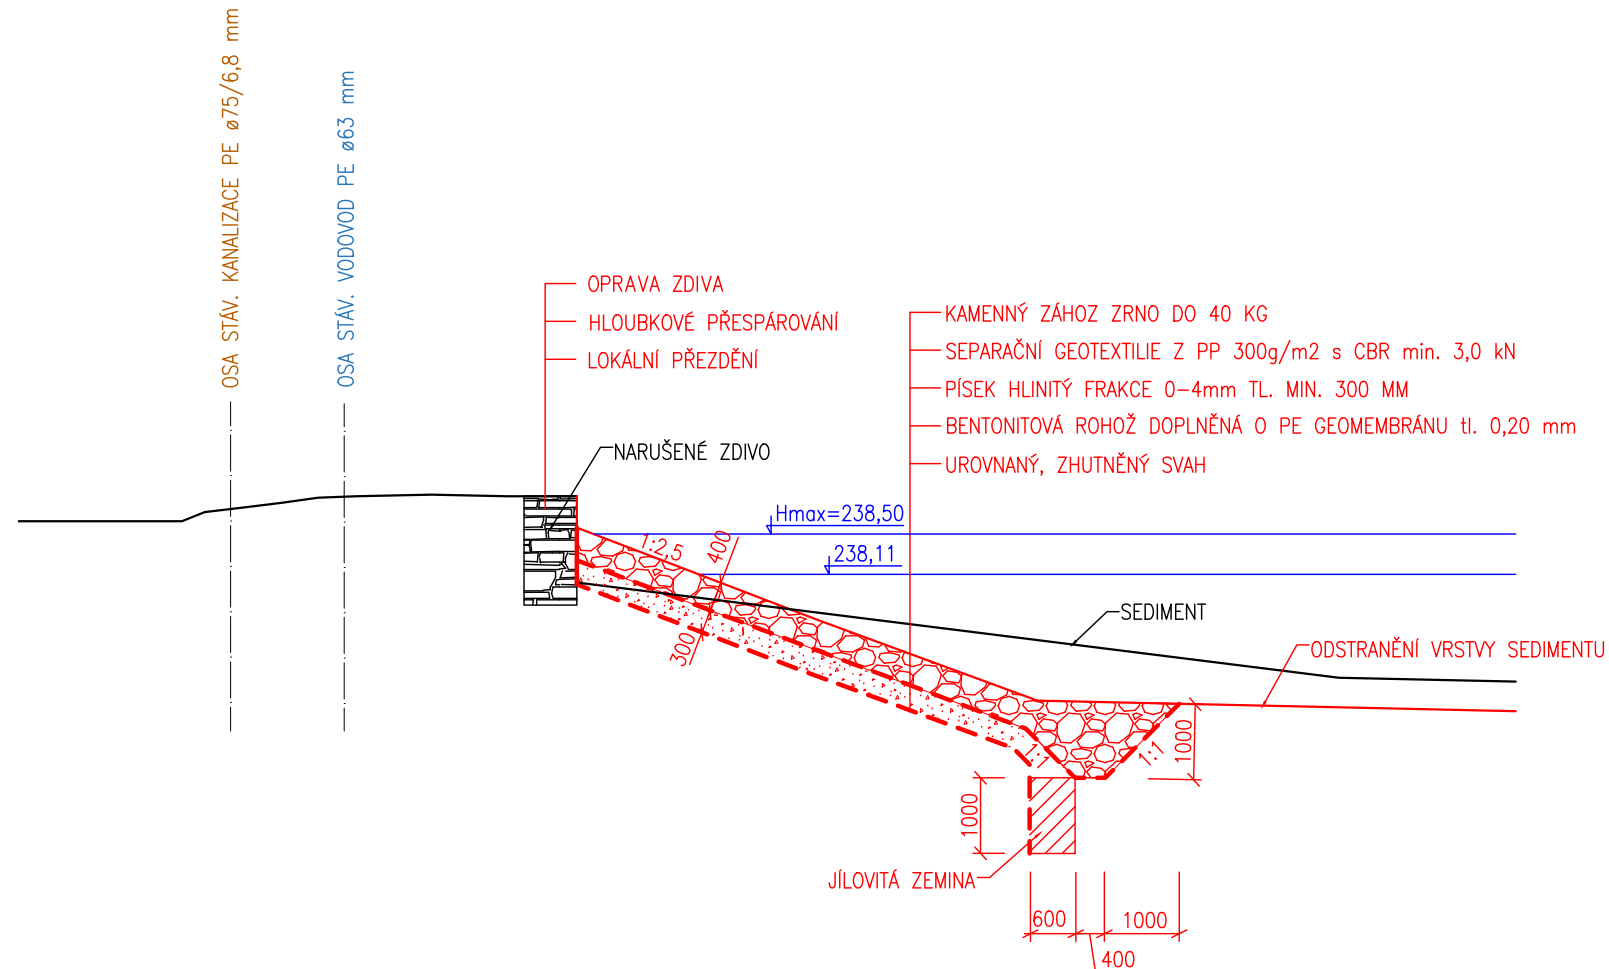 OSA STÁV. KANALIZACE PE ø75/6,8 mm
OSA STÁV. VODOVOD PE ø63 mm
OPRAVA ZDIVA
HLOUBKOVÉ PŘESPÁROVÁNÍ
LOKÁLNÍ PŘEZDĚNÍ
NARUŠENÉ ZDIVO
KAMENNÝ ZÁHOZ ZRNO DO 40 KG
SEPARAČNÍ GEOTEXTILIE Z PP 300g/m2 s CBR min. 3,0 kN
PÍSEK HLINITÝ FRAKCE 0-4mm TL. MIN. 300 MM
BENTONITOVÁ ROHOŽ DOPLNĚNÁ O PE GEOMEMBRÁNU tl. 0,20 mm
UROVNANÝ, ZHUTNĚNÝ SVAH
Hmax=238,50
238,11
1:2,5
400
300
SEDIMENT
ODSTRANĚNÍ VRSTVY SEDIMENTU
1:1
1:1
1000
1000
JÍLOVITÁ ZEMINA
600
1000
400